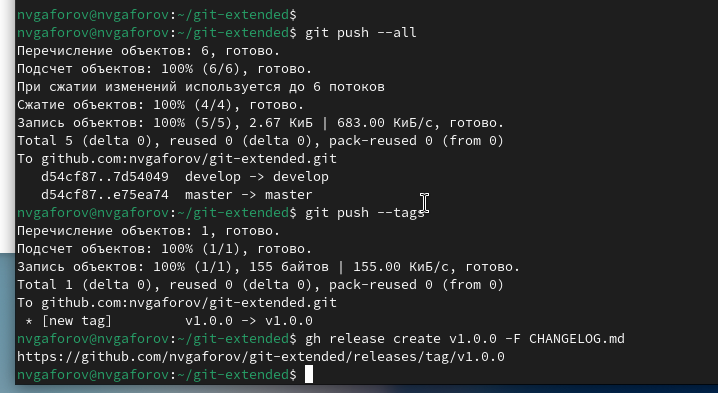 nvgaforov@nvgaforov:~/git-extended$
nvgaforov@nvgaforov:~/git-extended$ git push --all
Перечисление объектов: 6, готово.
Подсчет объектов: 100% (6/6), готово.
При сжатии изменений используется до 6 потоков
Сжатие объектов: 100% (4/4), готово.
Запись объектов: 100% (5/5), 2.67 КиБ | 683.00 КиБ/с, готово.
Total 5 (delta 0), reused 0 (delta 0), pack-reused 0 (from 0)
To github.com:nvgaforov/git-extended.git
   d54cf87..7d54049  develop -> develop
   d54cf87..e75ea74  master -> master
nvgaforov@nvgaforov:~/git-extended$ git push --tags
Перечисление объектов: 1, готово.
Подсчет объектов: 100% (1/1), готово.
Запись объектов: 100% (1/1), 155 байтов | 155.00 КиБ/с, готово.
Total 1 (delta 0), reused 0 (delta 0), pack-reused 0 (from 0)
To github.com:nvgaforov/git-extended.git
 * [new tag]         v1.0.0 -> v1.0.0
nvgaforov@nvgaforov:~/git-extended$ gh release create v1.0.0 -F CHANGELOG.md
https://github.com/nvgaforov/git-extended/releases/tag/v1.0.0
nvgaforov@nvgaforov:~/git-extended$